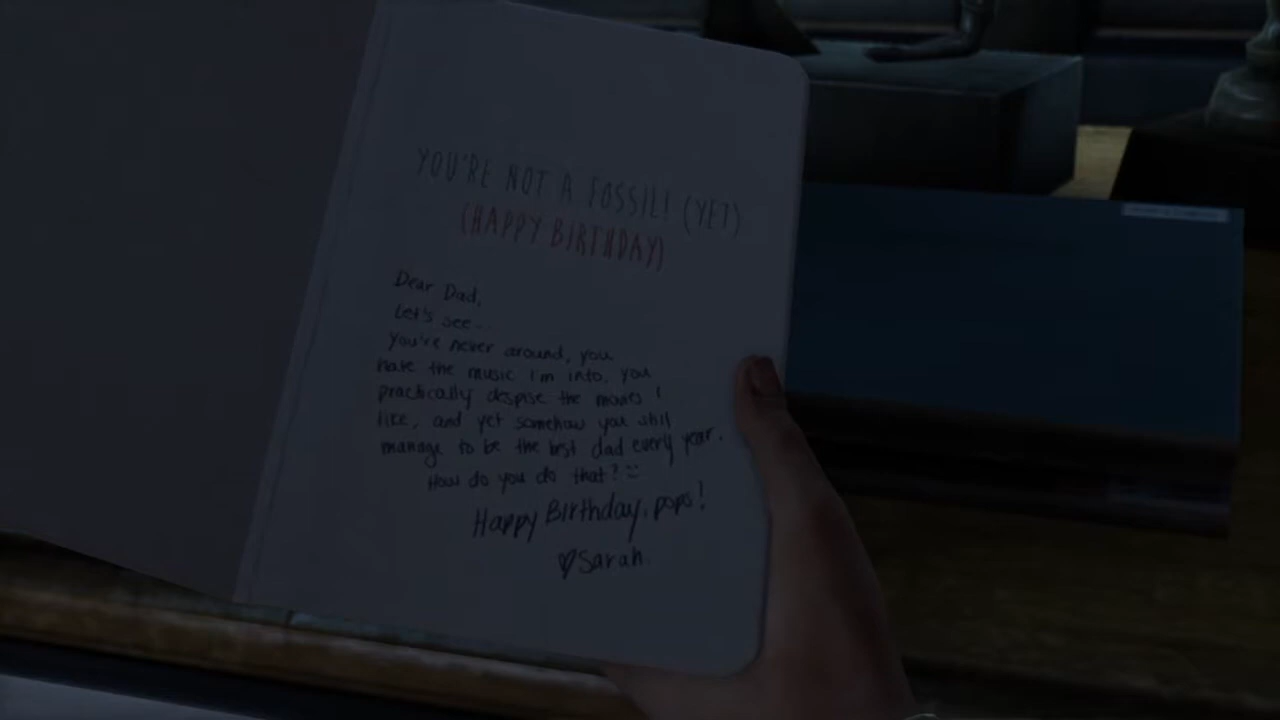 YOU'RE NOT A FOSSIL! (YET)
(HAPPY BIRTHDAY)
Dear Dad,
Let's see...
You're never around, you
hate the music I'm into, you
practically despise the movies I
like, and yet somehow you still
manage to be the best dad every year.
How do you do that? :)
Happy Birthday, pops!
♡Sarah